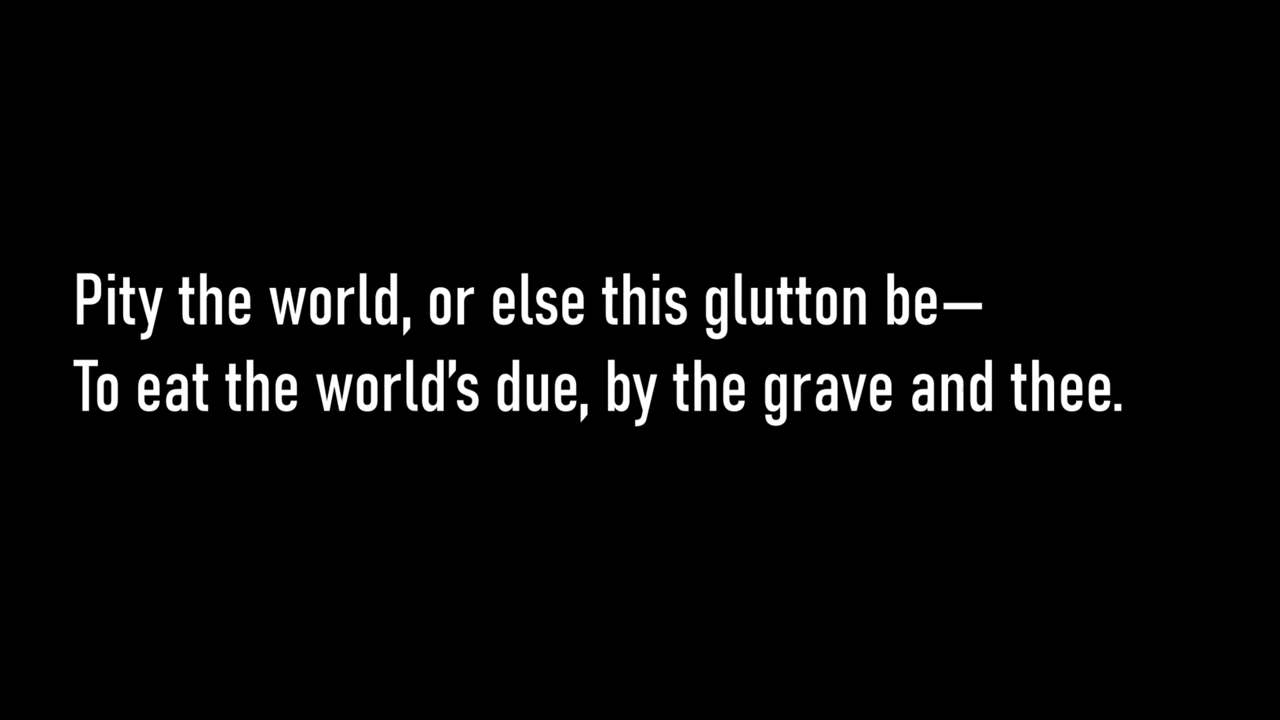 Pity the world, or else this glutton be—
To eat the world’s due, by the grave and thee.